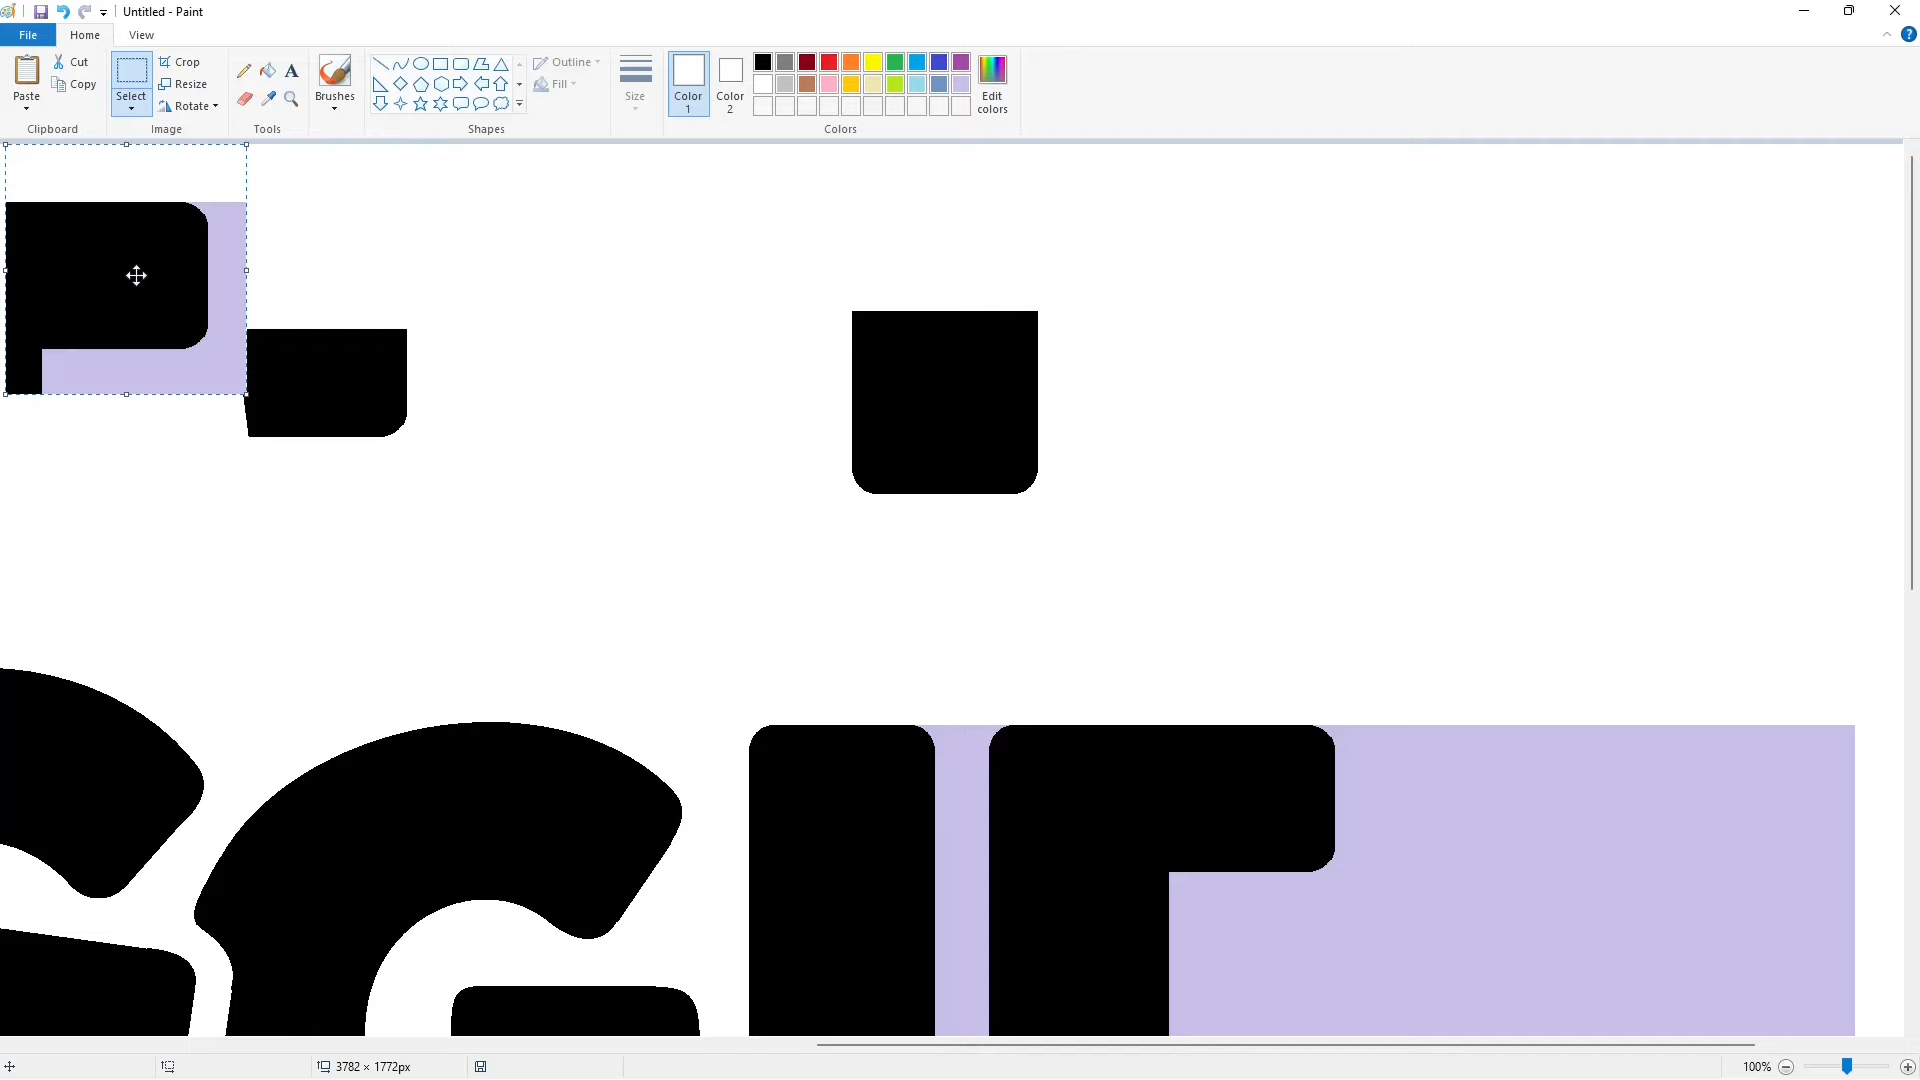 Untitled - Paint
File Home View
Paste
Cut
Copy
Clipboard
Select
Crop
Resize
Rotate
Image
Tools
Brushes
Shapes
Outline
Fill
Size
Color 1
Color 2
Edit colors
Colors
GI
3782 × 1772px
100%